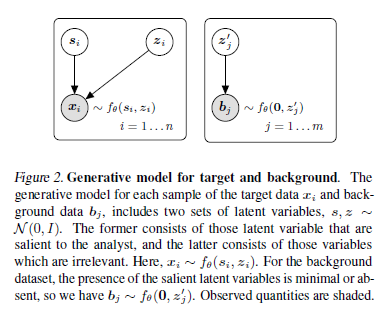 s_i z_i z'_j
x_i ∼ f_θ(s_i, z_i) b_j ∼ f_θ(0, z'_j)
i = 1...n j = 1...m
Figure 2. Generative model for target and background. The
generative model for each sample of the target data x_i and back-
ground data b_j, includes two sets of latent variables, s, z ∼
N(0, I). The former consists of those latent variable that are
salient to the analyst, and the latter consists of those variables
which are irrelevant. Here, x_i ∼ f_θ(s_i, z_i). For the background
dataset, the presence of the salient latent variables is minimal or ab-
sent, so we have b_j ∼ f_θ(0, z'_j). Observed quantities are shaded.